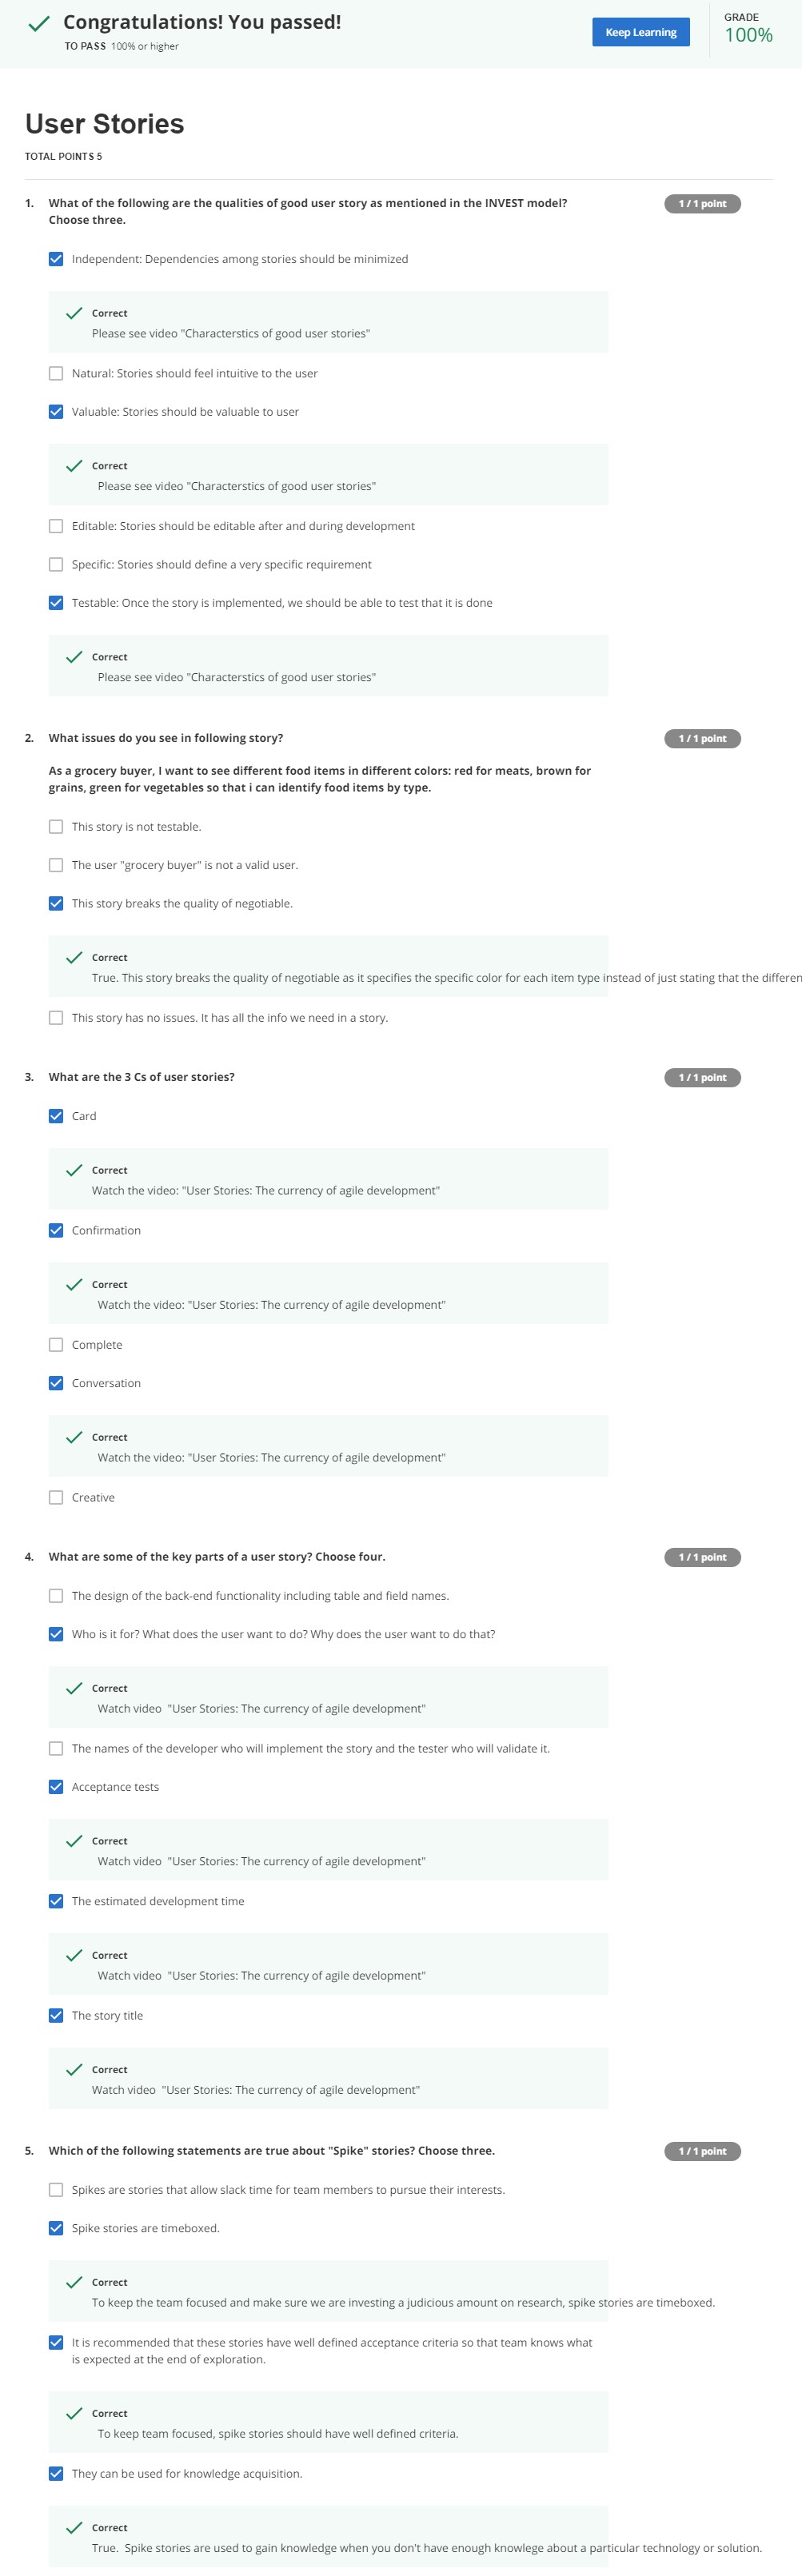 Congratulations! You passed!
TO PASS 100% or higher
Keep Learning
GRADE
100%
User Stories
TOTAL POINTS 5
1. What of the following are the qualities of good user story as mentioned in the INVEST model?
Choose three.
1 / 1 point
Independent: Dependencies among stories should be minimized
Correct
Please see video "Characterstics of good user stories"
Natural: Stories should feel intuitive to the user
Valuable: Stories should be valuable to user
Correct
Please see video "Characterstics of good user stories"
Editable: Stories should be editable after and during development
Specific: Stories should define a very specific requirement
Testable: Once the story is implemented, we should be able to test that it is done
Correct
Please see video "Characterstics of good user stories"
2. What issues do you see in following story?
1 / 1 point
As a grocery buyer, I want to see different food items in different colors: red for meats, brown for
grains, green for vegetables so that i can identify food items by type.
This story is not testable.
The user "grocery buyer" is not a valid user.
This story breaks the quality of negotiable.
Correct
True. This story breaks the quality of negotiable as it specifies the specific color for each item type instead of just stating that the differen
This story has no issues. It has all the info we need in a story.
3. What are the 3 Cs of user stories?
1 / 1 point
Card
Correct
Watch the video: "User Stories: The currency of agile development"
Confirmation
Correct
Watch the video: "User Stories: The currency of agile development"
Complete
Conversation
Correct
Watch the video: "User Stories: The currency of agile development"
Creative
4. What are some of the key parts of a user story? Choose four.
1 / 1 point
The design of the back-end functionality including table and field names.
Who is it for? What does the user want to do? Why does the user want to do that?
Correct
Watch video "User Stories: The currency of agile development"
The names of the developer who will implement the story and the tester who will validate it.
Acceptance tests
Correct
Watch video "User Stories: The currency of agile development"
The estimated development time
Correct
Watch video "User Stories: The currency of agile development"
The story title
Correct
Watch video "User Stories: The currency of agile development"
5. Which of the following statements are true about "Spike" stories? Choose three.
1 / 1 point
Spikes are stories that allow slack time for team members to pursue their interests.
Spike stories are timeboxed.
Correct
To keep the team focused and make sure we are investing a judicious amount on research, spike stories are timeboxed.
It is recommended that these stories have well defined acceptance criteria so that team knows what
is expected at the end of exploration.
Correct
To keep team focused, spike stories should have well defined criteria.
They can be used for knowledge acquisition.
Correct
True. Spike stories are used to gain knowledge when you don't have enough knowlege about a particular technology or solution.